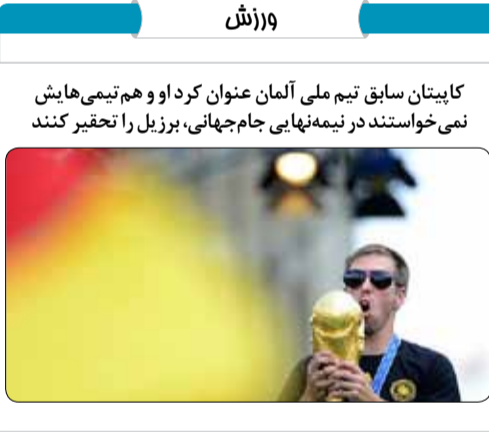 ورزش
کاپیتان سابق تیم ملی آلمان عنوان کرد او و هم‌تیمی‌هایش
نمی‌خواستند در نیمه‌نهایی جام‌جهانی، برزیل را تحقیر کنند